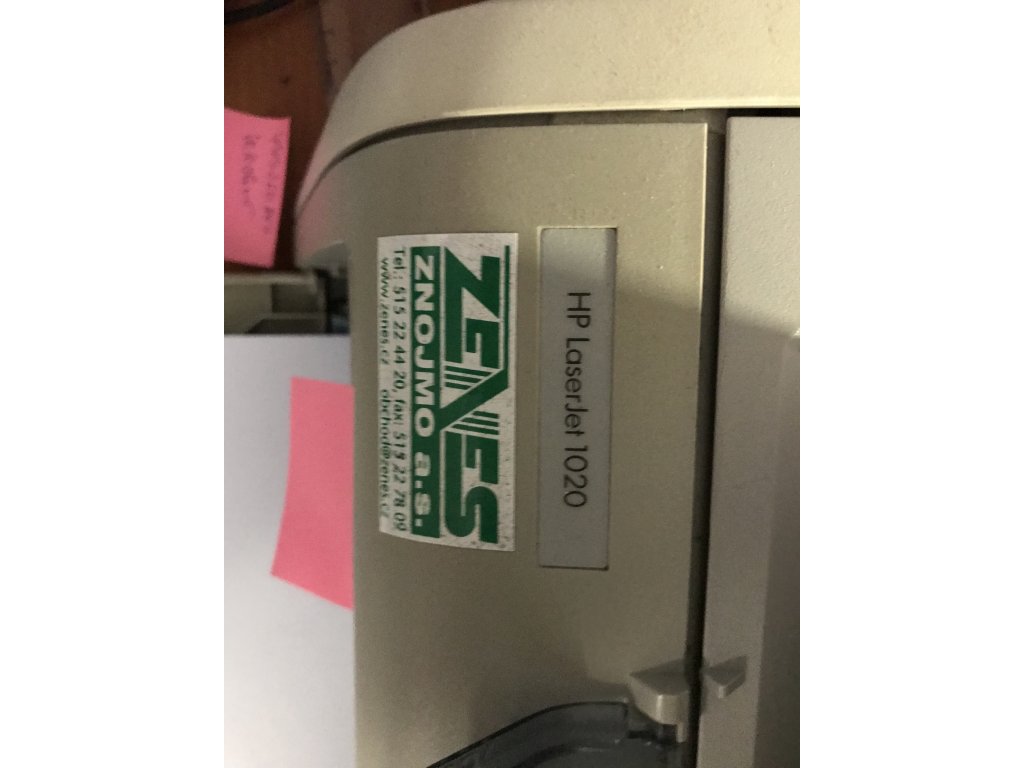 HP LaserJet 1020
ZENES
ZNOJMO a.s.
Tel.: 515 22 44 20, fax: 515 22 78 09
www.zenes.cz obchod@zenes.cz